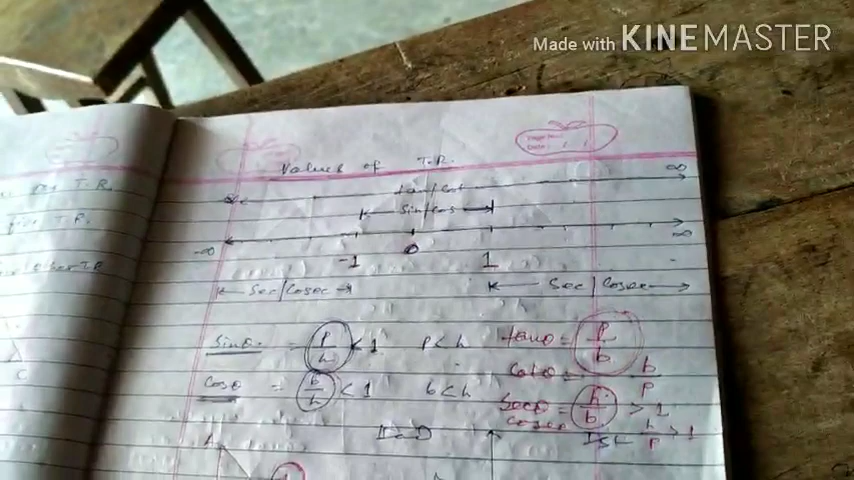 Made with KINEMASTER
Values of T.R.
T.R.
T.R.
∞
tan/cot
Sin/cos
-∞ -1 0 1 ∞
Sec/Cosec Sec/Cosec
Sinθ = p/h < 1 p<h tanθ = p/b
Cosθ = b/h < 1 b<h Cotθ = b/p
Secθ = h/b > 1
Cosec h/p > 1
A
C